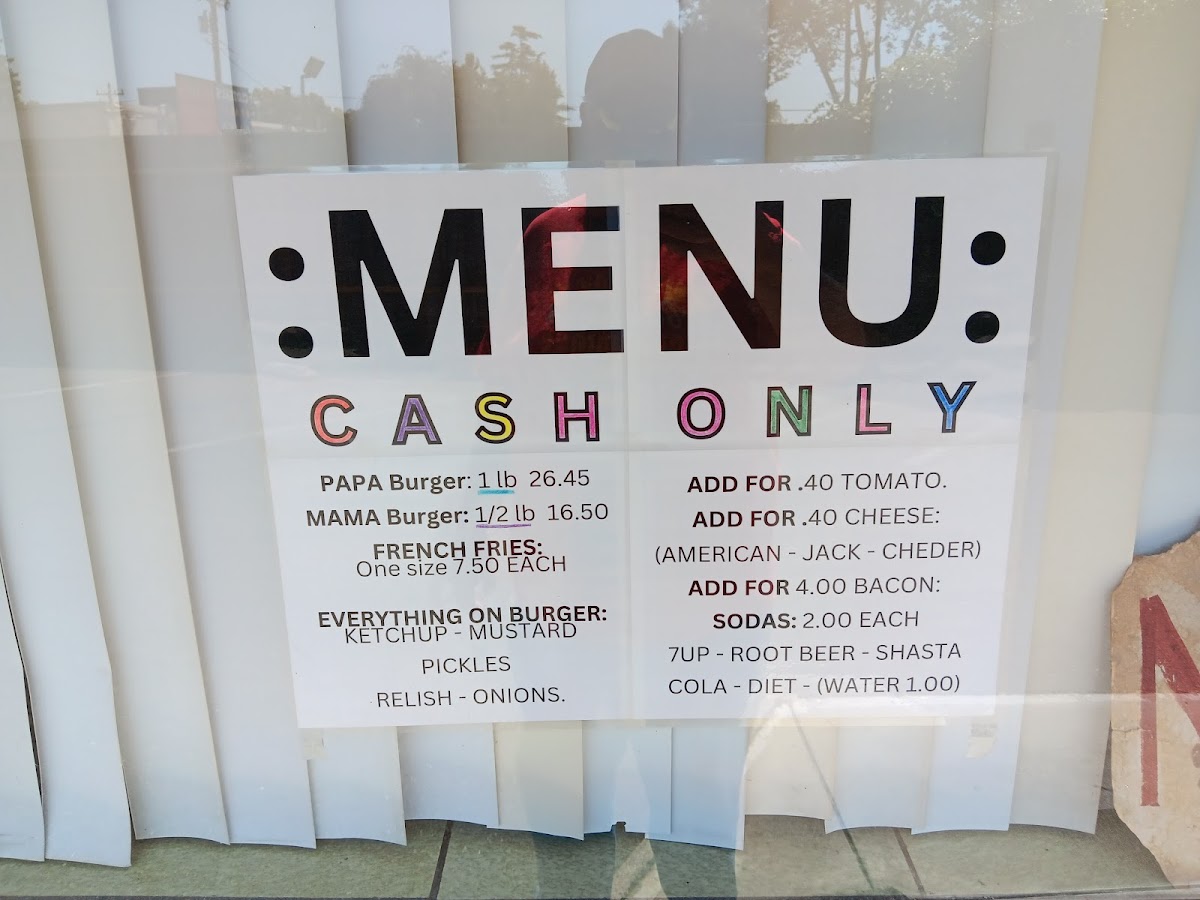 :MENU:
CASH ONLY
PAPA Burger: 1 lb 26.45
MAMA Burger: 1/2 lb 16.50
FRENCH FRIES:
One size 7.50 EACH
EVERYTHING ON BURGER:
KETCHUP - MUSTARD
PICKLES
RELISH - ONIONS.
ADD FOR .40 TOMATO.
ADD FOR .40 CHEESE:
(AMERICAN - JACK - CHEDER)
ADD FOR 4.00 BACON:
SODAS: 2.00 EACH
7UP - ROOT BEER - SHASTA
COLA - DIET - (WATER 1.00)